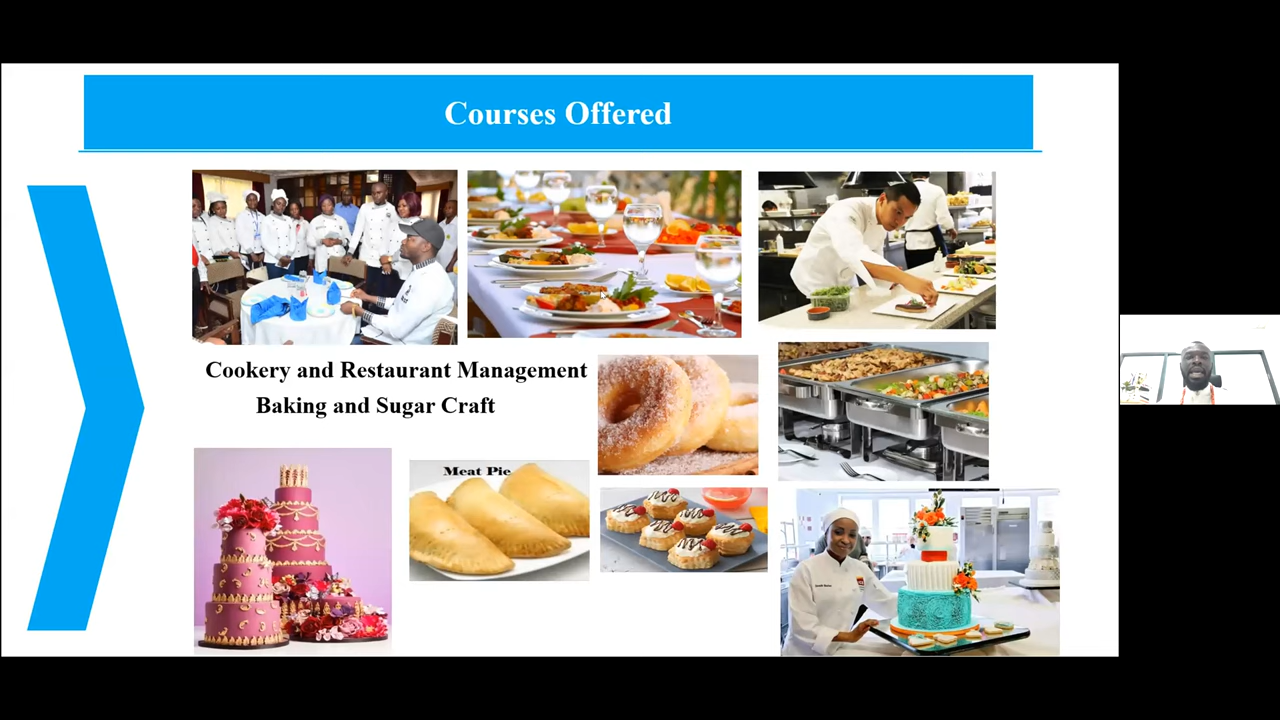 Courses Offered
Cookery and Restaurant Management
Baking and Sugar Craft
Meat Pie